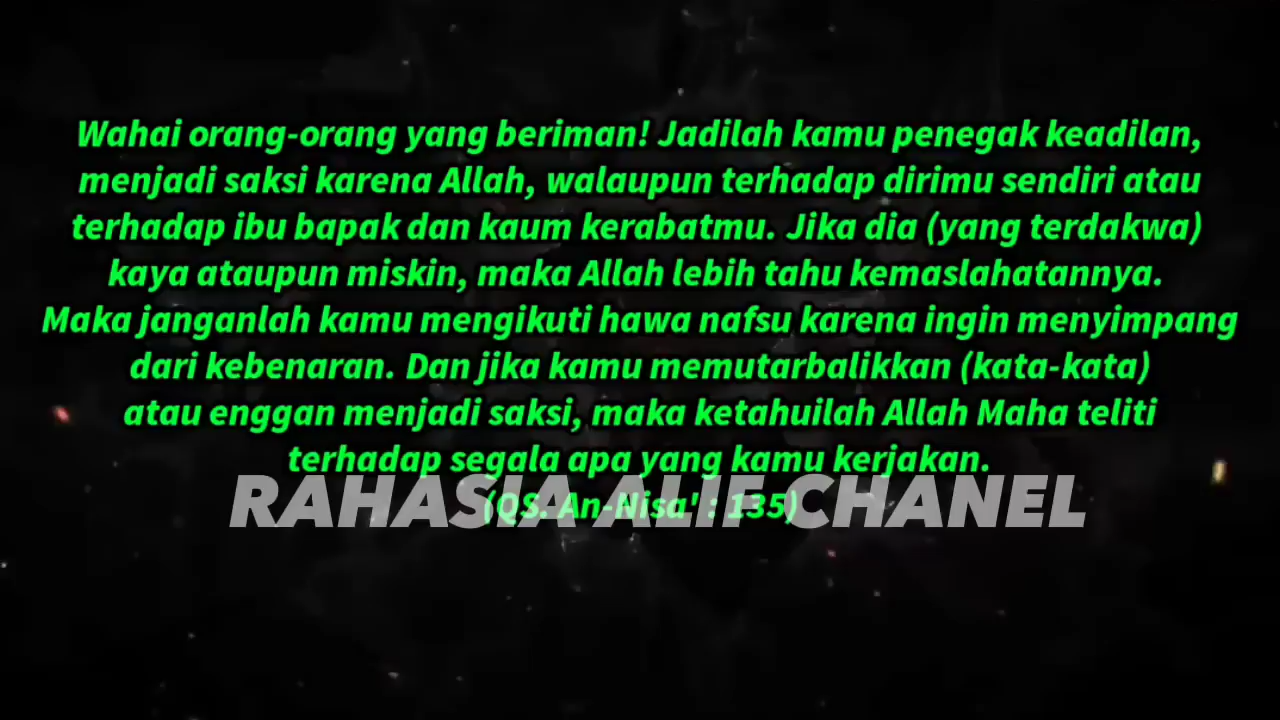 Wahai orang-orang yang beriman! Jadilah kamu penegak keadilan,
menjadi saksi karena Allah, walaupun terhadap dirimu sendiri atau
terhadap ibu bapak dan kaum kerabatmu. Jika dia (yang terdakwa)
kaya ataupun miskin, maka Allah lebih tahu kemaslahatannya.
Maka janganlah kamu mengikuti hawa nafsu karena ingin menyimpang
dari kebenaran. Dan jika kamu memutarbalikkan (kata-kata)
atau enggan menjadi saksi, maka ketahuilah Allah Maha teliti
terhadap segala apa yang kamu kerjakan.
(QS. An-Nisa' : 135)
RAHASIA ALIF CHANEL